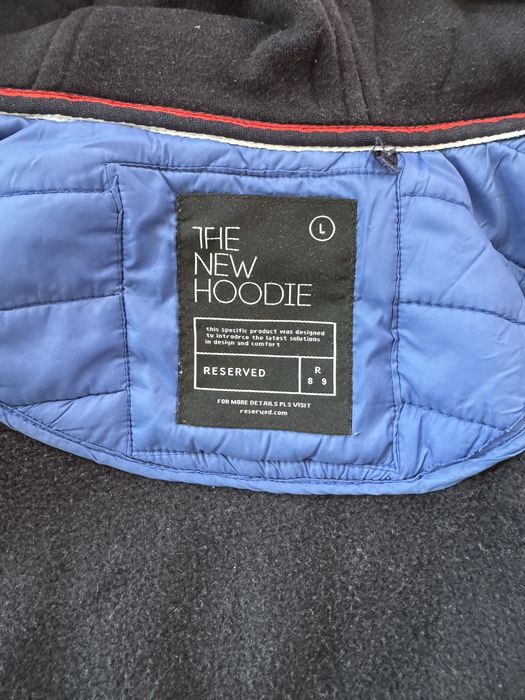 L
THE
NEW
HOODIE
this specific product was designed
to introdrce the latest solutions
in design and comfort
RESERVED
R
8 9
FOR MORE DETAILS PLS VISIT
reserved.com